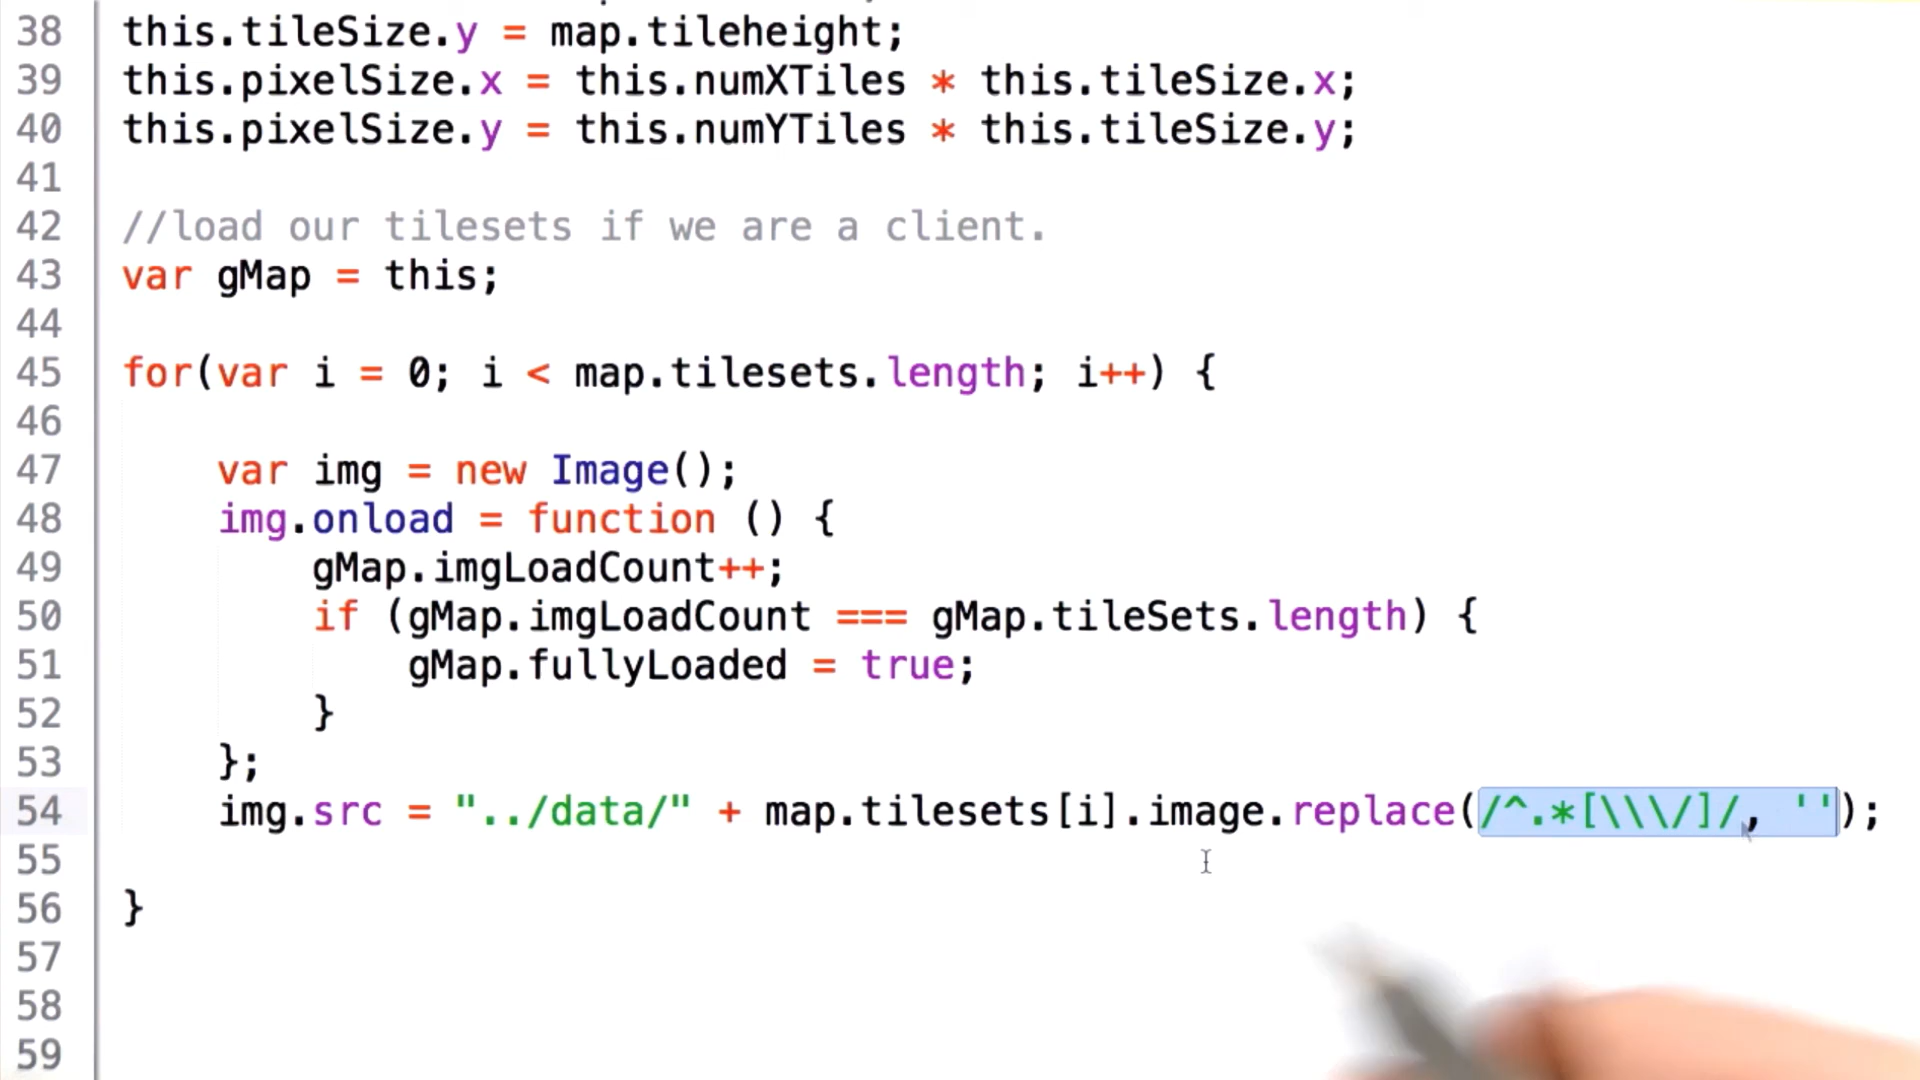 38 this.tileSize.y = map.tileheight;
39 this.pixelSize.x = this.numXTiles * this.tileSize.x;
40 this.pixelSize.y = this.numYTiles * this.tileSize.y;
41
42 //load our tilesets if we are a client.
43 var gMap = this;
44
45 for(var i = 0; i < map.tilesets.length; i++) {
46
47 var img = new Image();
48 img.onload = function () {
49 gMap.imgLoadCount++;
50 if (gMap.imgLoadCount === gMap.tileSets.length) {
51 gMap.fullyLoaded = true;
52 }
53 };
54 img.src = "../data/" + map.tilesets[i].image.replace(/^.*[\\\/]/, '');
55
56 }
57
58
59